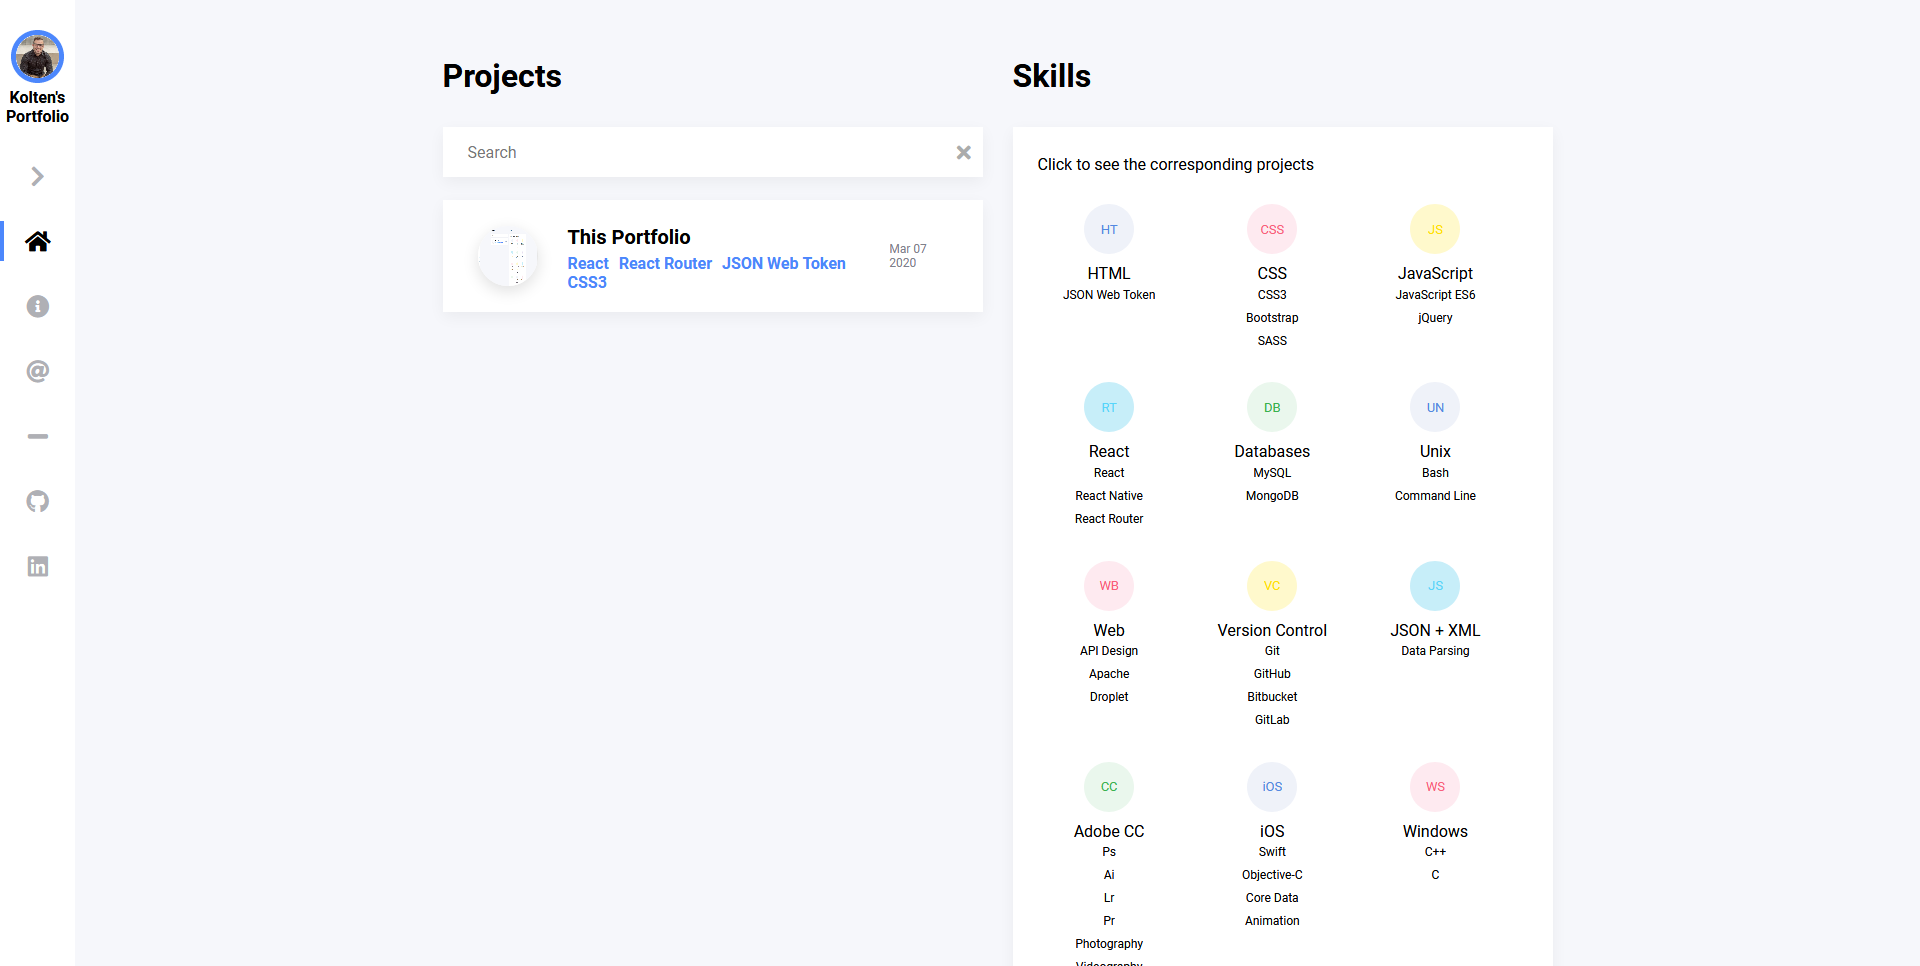 Kolten's
Portfolio
Projects
Search
This Portfolio
React React Router JSON Web Token
CSS3
Mar 07
2020
Skills
Click to see the corresponding projects
HT
HTML
JSON Web Token
CSS
CSS
CSS3
Bootstrap
SASS
JS
JavaScript
JavaScript ES6
jQuery
RT
React
React
React Native
React Router
DB
Databases
MySQL
MongoDB
UN
Unix
Bash
Command Line
WB
Web
API Design
Apache
Droplet
VC
Version Control
Git
GitHub
Bitbucket
GitLab
JS
JSON + XML
Data Parsing
CC
Adobe CC
Ps
Ai
Lr
Pr
Photography
Videography
iOS
iOS
Swift
Objective-C
Core Data
Animation
WS
Windows
C++
C